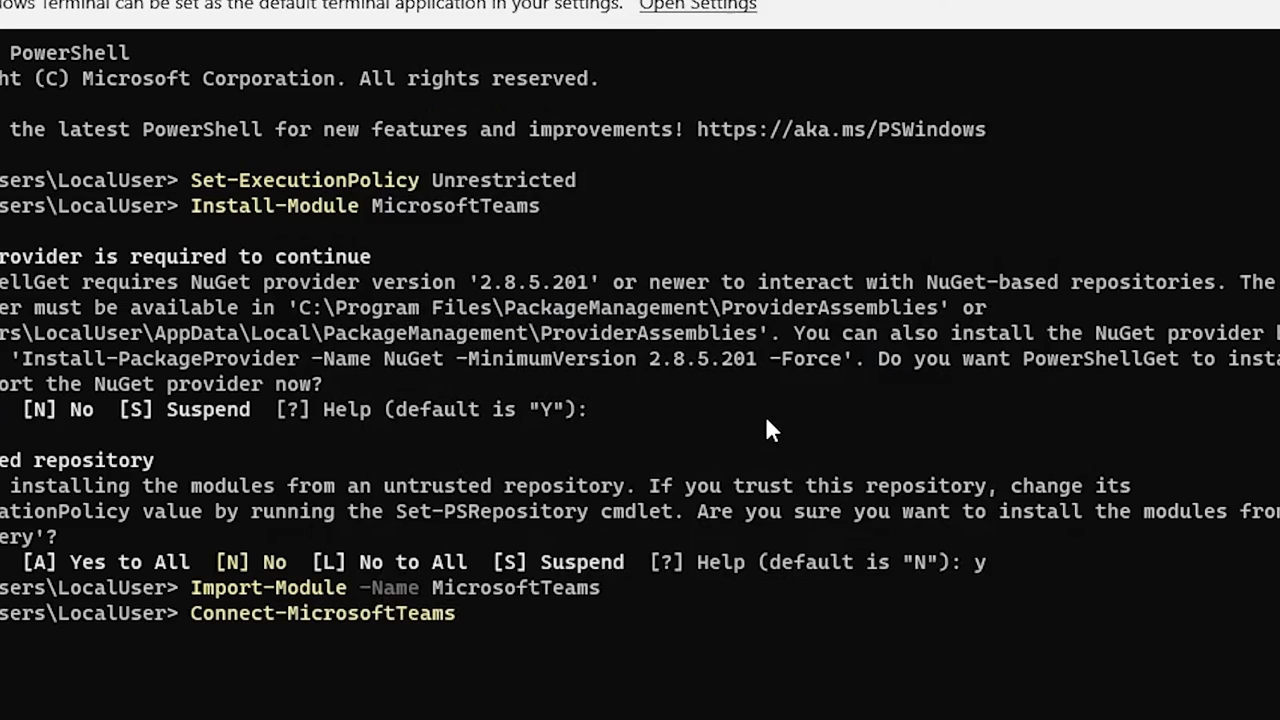 ows Terminal can be set as the default terminal application in your settings. Open Settings
PowerShell
ht (C) Microsoft Corporation. All rights reserved.
the latest PowerShell for new features and improvements! https://aka.ms/PSWindows
sers\LocalUser> Set-ExecutionPolicy Unrestricted
sers\LocalUser> Install-Module MicrosoftTeams
rovider is required to continue
ellGet requires NuGet provider version '2.8.5.201' or newer to interact with NuGet-based repositories. The
er must be available in 'C:\Program Files\PackageManagement\ProviderAssemblies' or
rs\LocalUser\AppData\Local\PackageManagement\ProviderAssemblies'. You can also install the NuGet provider
'Install-PackageProvider -Name NuGet -MinimumVersion 2.8.5.201 -Force'. Do you want PowerShellGet to insta
ort the NuGet provider now?
[N] No [S] Suspend [?] Help (default is "Y"):
ed repository
installing the modules from an untrusted repository. If you trust this repository, change its
ationPolicy value by running the Set-PSRepository cmdlet. Are you sure you want to install the modules from
ery'?
[A] Yes to All [N] No [L] No to All [S] Suspend [?] Help (default is "N"): y
sers\LocalUser> Import-Module -Name MicrosoftTeams
sers\LocalUser> Connect-MicrosoftTeams